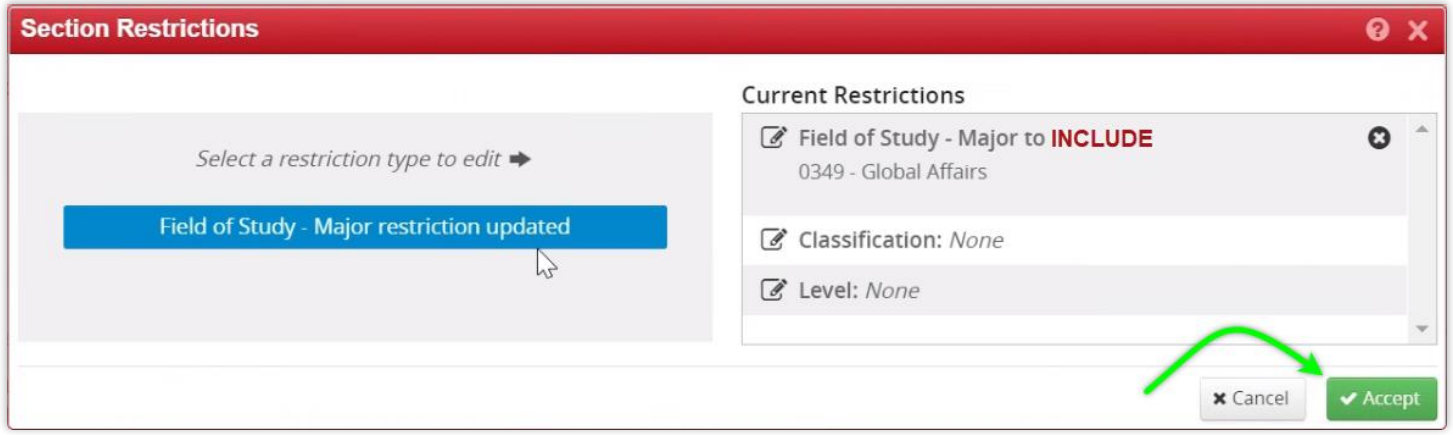 Section Restrictions
Select a restriction type to edit
Field of Study - Major restriction updated
Current Restrictions
Field of Study - Major to INCLUDE
0349 - Global Affairs
Classification: None
Level: None
Cancel
Accept